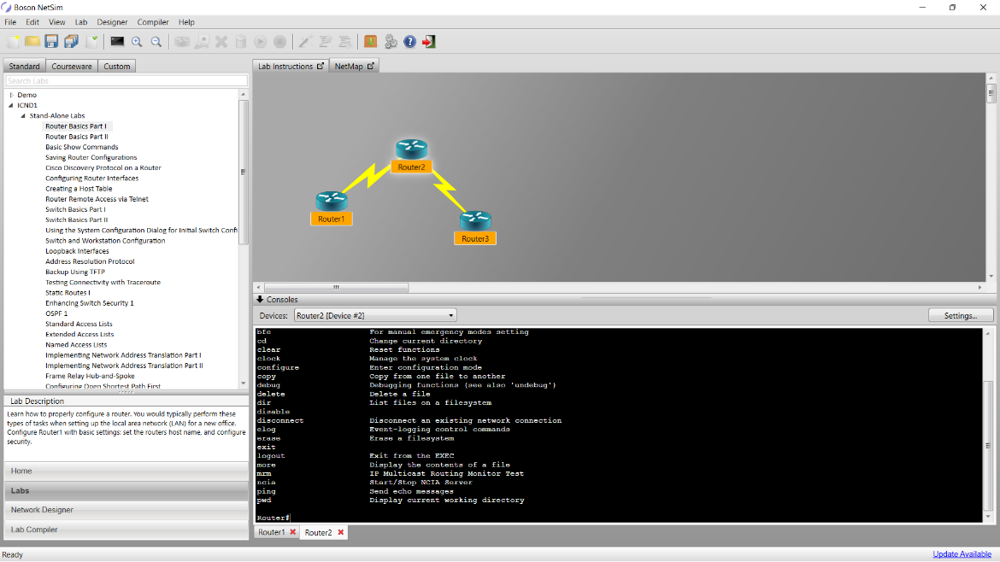 Boson NetSim
File Edit View Lab Designer Compiler Help
Standard Courseware Custom
Search Labs
Demo
ICND1
Stand-Alone Labs
Router Basics Part I
Router Basics Part II
Basic Show Commands
Saving Router Configurations
Cisco Discovery Protocol on a Router
Configuring Router Interfaces
Creating a Host Table
Router Remote Access via Telnet
Switch Basics Part I
Switch Basics Part II
Using the System Configuration Dialog for Initial Switch Confi
Switch and Workstation Configuration
Loopback Interfaces
Address Resolution Protocol
Backup Using TFTP
Testing Connectivity with Traceroute
Static Routes I
Enhancing Switch Security 1
OSPF 1
Standard Access Lists
Extended Access Lists
Named Access Lists
Implementing Network Address Translation Part I
Implementing Network Address Translation Part II
Frame Relay Hub-and-Spoke
Configuring Open Shortest Path First
Lab Description
Learn how to properly configure a router. You would typically perform these
types of tasks when setting up the local area network (LAN) for a new office.
Configure Router1 with basic settings: set the routers host name, and configure
security.
Home
Labs
Network Designer
Lab Compiler
Lab Instructions NetMap
Router2
Router1
Router3
Consoles
Devices: Router2 [Device #2] Settings...
bfe For manual emergency modes setting
cd Change current directory
clear Reset functions
clock Manage the system clock
configure Enter configuration mode
copy Copy from one file to another
debug Debugging functions (see also 'undebug')
delete Delete a file
dir List files on a filesystem
disable
disconnect Disconnect an existing network connection
elog Event-logging control commands
erase Erase a filesystem
exit
logout Exit from the EXEC
more Display the contents of a file
mrm IP Multicast Routing Monitor Test
ncia Start/Stop NCIA Server
ping Send echo messages
pwd Display current working directory
Router#
Router1 Router2
Ready Update Available